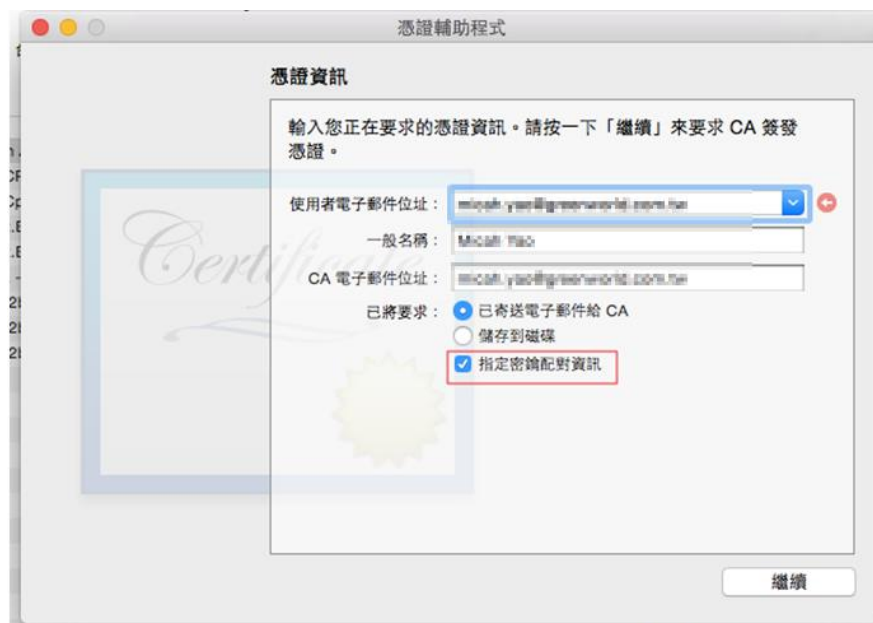 憑證輔助程式
憑證資訊
輸入您正在要求的憑證資訊。請按一下「繼續」來要求 CA 簽發
憑證。
使用者電子郵件位址：
一般名稱：
CA 電子郵件位址：
已將要求： 已寄送電子郵件給 CA
儲存到磁碟
指定密鑰配對資訊
Certificate
繼續